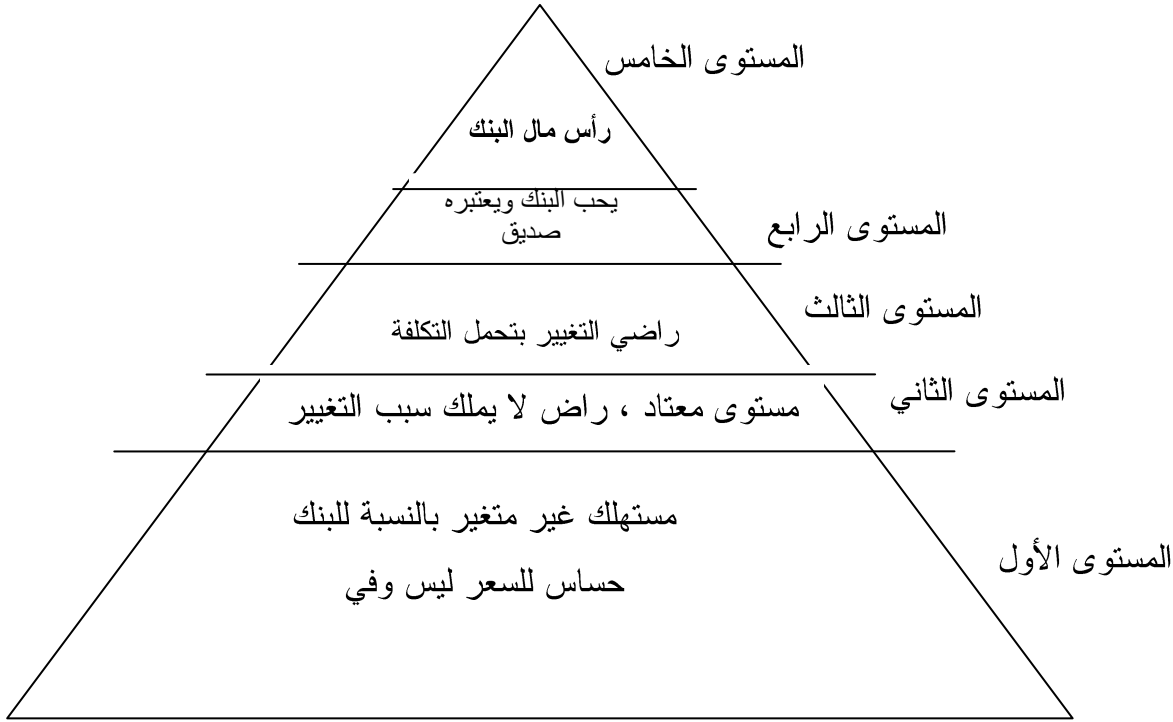 المستوى الخامس
رأس مال البنك
يحب البنك ويعتبره
صديق
المستوى الرابع
المستوى الثالث
راضي التغيير بتحمل التكلفة
المستوى الثاني
مستوى معتاد ، راض لا يملك سبب التغيير
مستهلك غير متغير بالنسبة للبنك
المستوى الأول
حساس للسعر ليس وفي